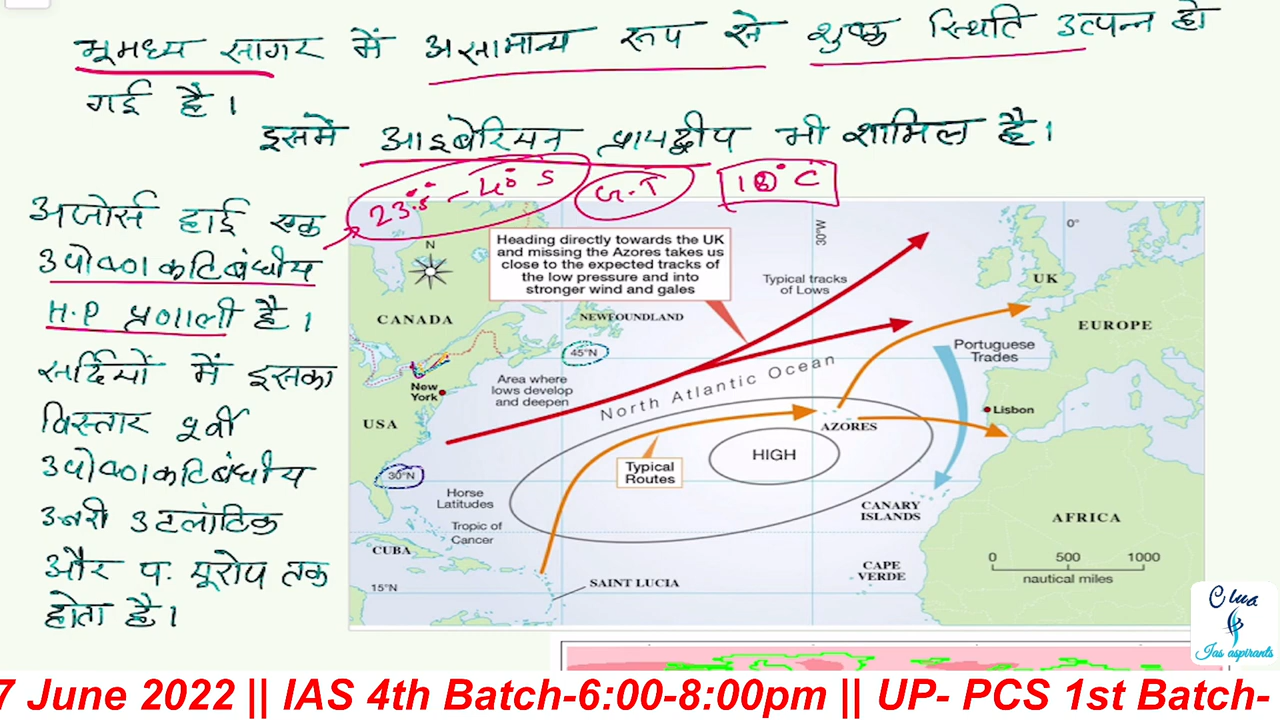 भूमध्य सागर में असामान्य रूप से शुष्क स्थिति उत्पन्न हो
गई है।
इसमें आइबेरियन प्रायद्वीप भी शामिल है।
23.5° - 40° S
G.T
18° C
अजोर्स हाई एक
उपोष्ण कटिबंधीय
H.P प्रणाली है।
सर्दियों में इसका
विस्तार पूर्वी
उपोष्ण कटिबंधीय
उत्तरी अटलांटिक
और प. यूरोप तक
होता है।
Heading directly towards the UK
and missing the Azores takes us
close to the expected tracks of
the low pressure and into
stronger wind and gales
30°W
0°
N
Typical tracks
of Lows
UK
CANADA
NEWFOUNDLAND
EUROPE
45°N
Portuguese
Trades
New
York
Area where
lows develop
and deepen
North Atlantic Ocean
Lisbon
USA
AZORES
HIGH
Typical
Routes
30°N
Horse
Latitudes
CANARY
ISLANDS
AFRICA
Tropic of
Cancer
CUBA
0 500 1000
nautical miles
CAPE
VERDE
SAINT LUCIA
15°N
Clua
Ias aspirants
7 June 2022 || IAS 4th Batch-6:00-8:00pm || UP- PCS 1st Batch-